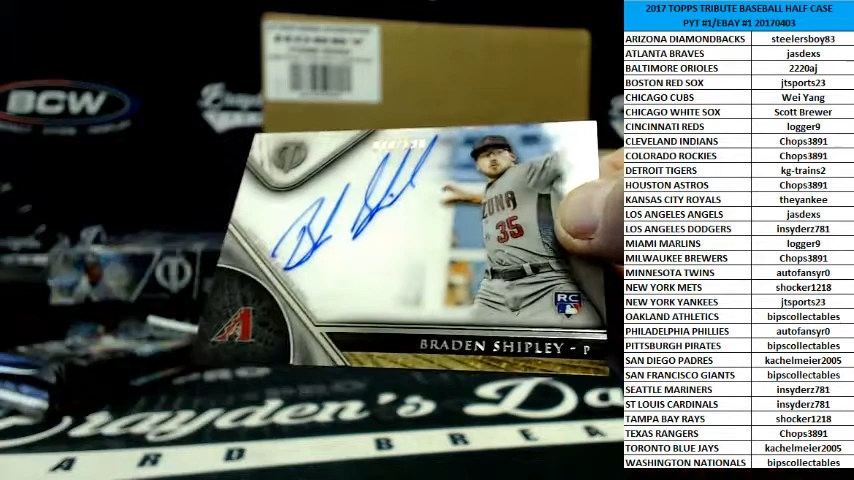 2017 TOPPS TRIBUTE BASEBALL HALF CASE
PYT #1/EBAY #1 20170403
ARIZONA DIAMONDBACKS steelersboy83
ATLANTA BRAVES jasdexs
BALTIMORE ORIOLES 2220aj
BOSTON RED SOX jtsports23
CHICAGO CUBS Wei Yang
CHICAGO WHITE SOX Scott Brewer
CINCINNATI REDS logger9
CLEVELAND INDIANS Chops3891
COLORADO ROCKIES Chops3891
DETROIT TIGERS kg-trains2
HOUSTON ASTROS Chops3891
KANSAS CITY ROYALS theyankee
LOS ANGELES ANGELS jasdexs
LOS ANGELES DODGERS insyderz781
MIAMI MARLINS logger9
MILWAUKEE BREWERS Chops3891
MINNESOTA TWINS autofansyr0
NEW YORK METS shocker1218
NEW YORK YANKEES jtsports23
OAKLAND ATHLETICS bipscollectables
PHILADELPHIA PHILLIES autofansyr0
PITTSBURGH PIRATES bipscollectables
SAN DIEGO PADRES kachelmeier2005
SAN FRANCISCO GIANTS bipscollectables
SEATTLE MARINERS insyderz781
ST LOUIS CARDINALS insyderz781
TAMPA BAY RAYS shocker1218
TEXAS RANGERS Chops3891
TORONTO BLUE JAYS kachelmeier2005
WASHINGTON NATIONALS bipscollectables
BCW
ZONA
35
RC
BRADEN SHIPLEY - P
Brayden's Da
ARD BRE